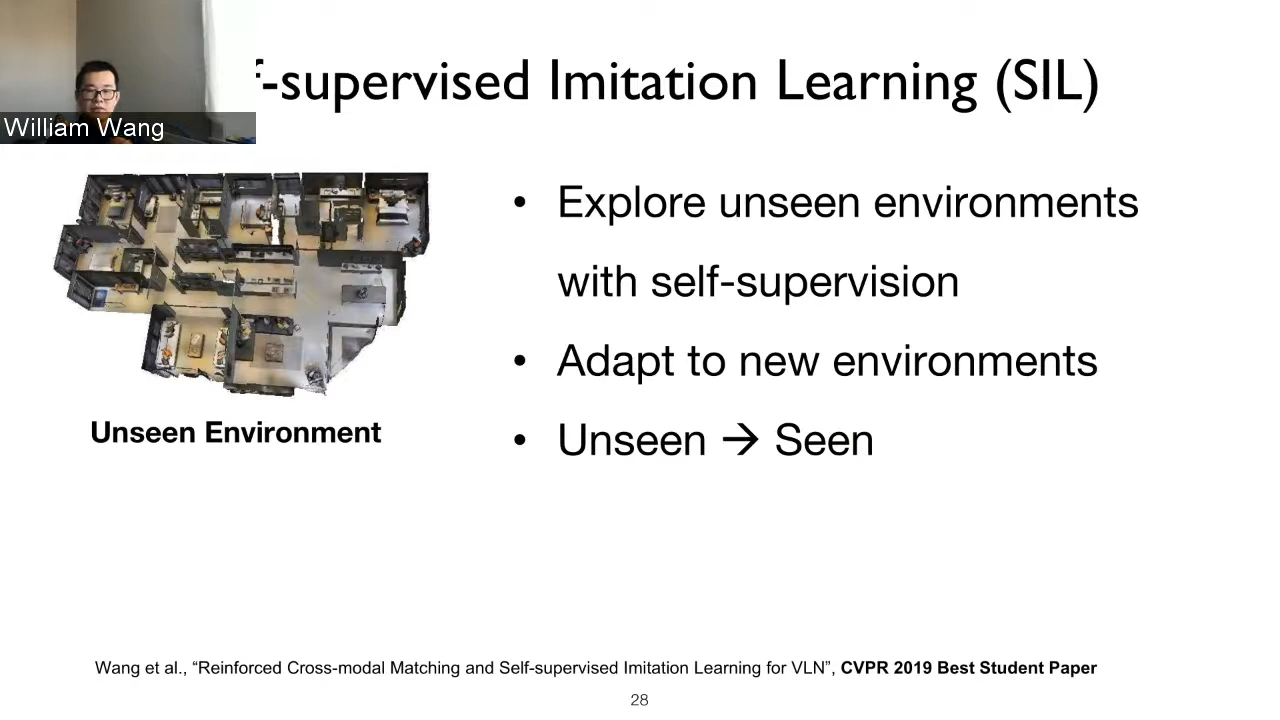 f-supervised Imitation Learning (SIL)
William Wang
• Explore unseen environments
with self-supervision
• Adapt to new environments
• Unseen → Seen
Unseen Environment
Wang et al., “Reinforced Cross-modal Matching and Self-supervised Imitation Learning for VLN”, CVPR 2019 Best Student Paper
28